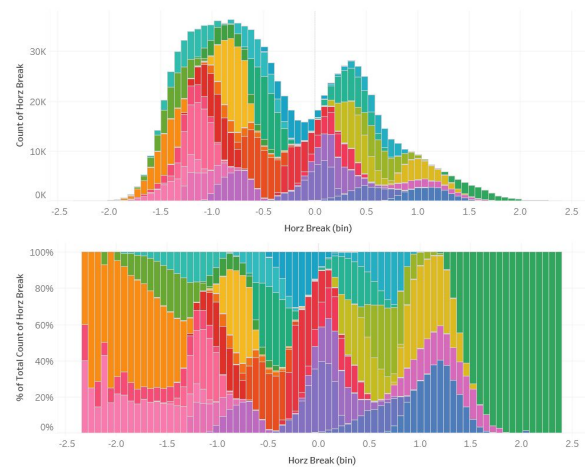 Count of Horz Break
30K
20K
10K
0K
-2.5 -2.0 -1.5 -1.0 -0.5 0.0 0.5 1.0 1.5 2.0 2.5
Horz Break (bin)
% of Total Count of Horz Break
100%
80%
60%
40%
20%
0%
-2.5 -2.0 -1.5 -1.0 -0.5 0.0 0.5 1.0 1.5 2.0 2.5
Horz Break (bin)